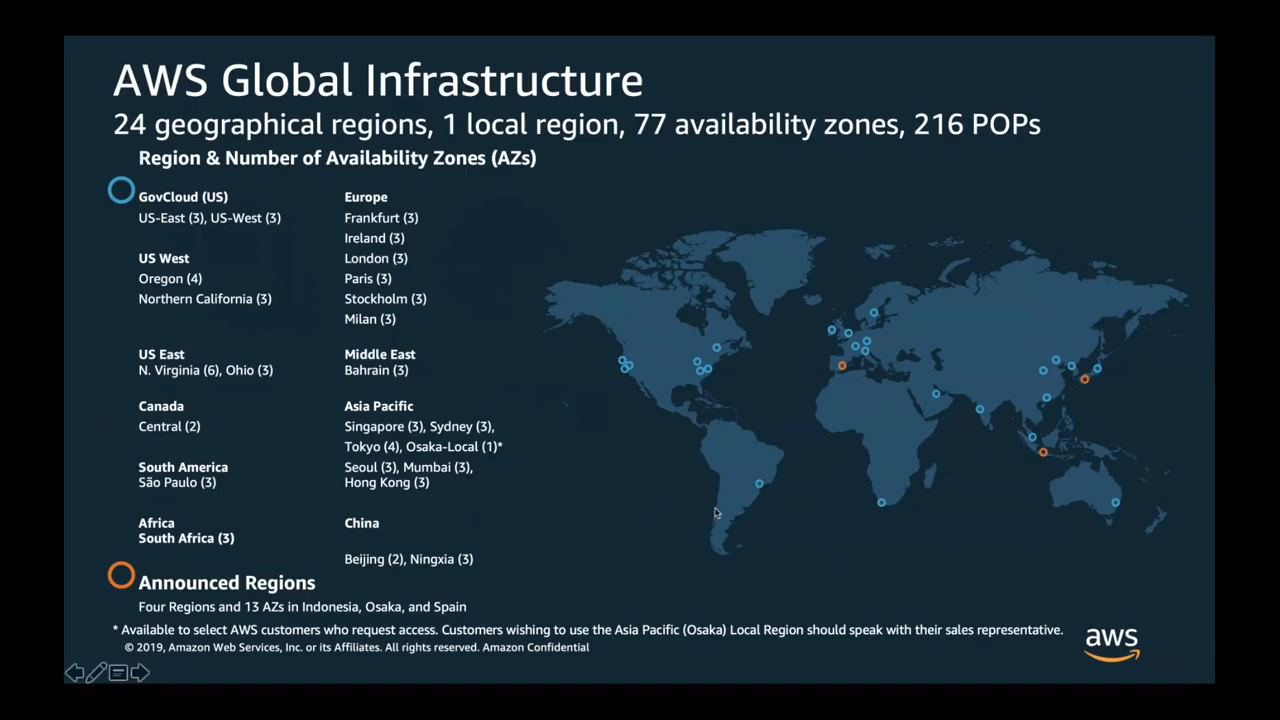 AWS Global Infrastructure
24 geographical regions, 1 local region, 77 availability zones, 216 POPs
Region & Number of Availability Zones (AZs)
GovCloud (US)
US-East (3), US-West (3)
US West
Oregon (4)
Northern California (3)
US East
N. Virginia (6), Ohio (3)
Canada
Central (2)
South America
São Paulo (3)
Africa
South Africa (3)
Europe
Frankfurt (3)
Ireland (3)
London (3)
Paris (3)
Stockholm (3)
Milan (3)
Middle East
Bahrain (3)
Asia Pacific
Singapore (3), Sydney (3),
Tokyo (4), Osaka-Local (1)*
Seoul (3), Mumbai (3),
Hong Kong (3)
China
Beijing (2), Ningxia (3)
Announced Regions
Four Regions and 13 AZs in Indonesia, Osaka, and Spain
* Available to select AWS customers who request access. Customers wishing to use the Asia Pacific (Osaka) Local Region should speak with their sales representative.
© 2019, Amazon Web Services, Inc. or its Affiliates. All rights reserved. Amazon Confidential
aws